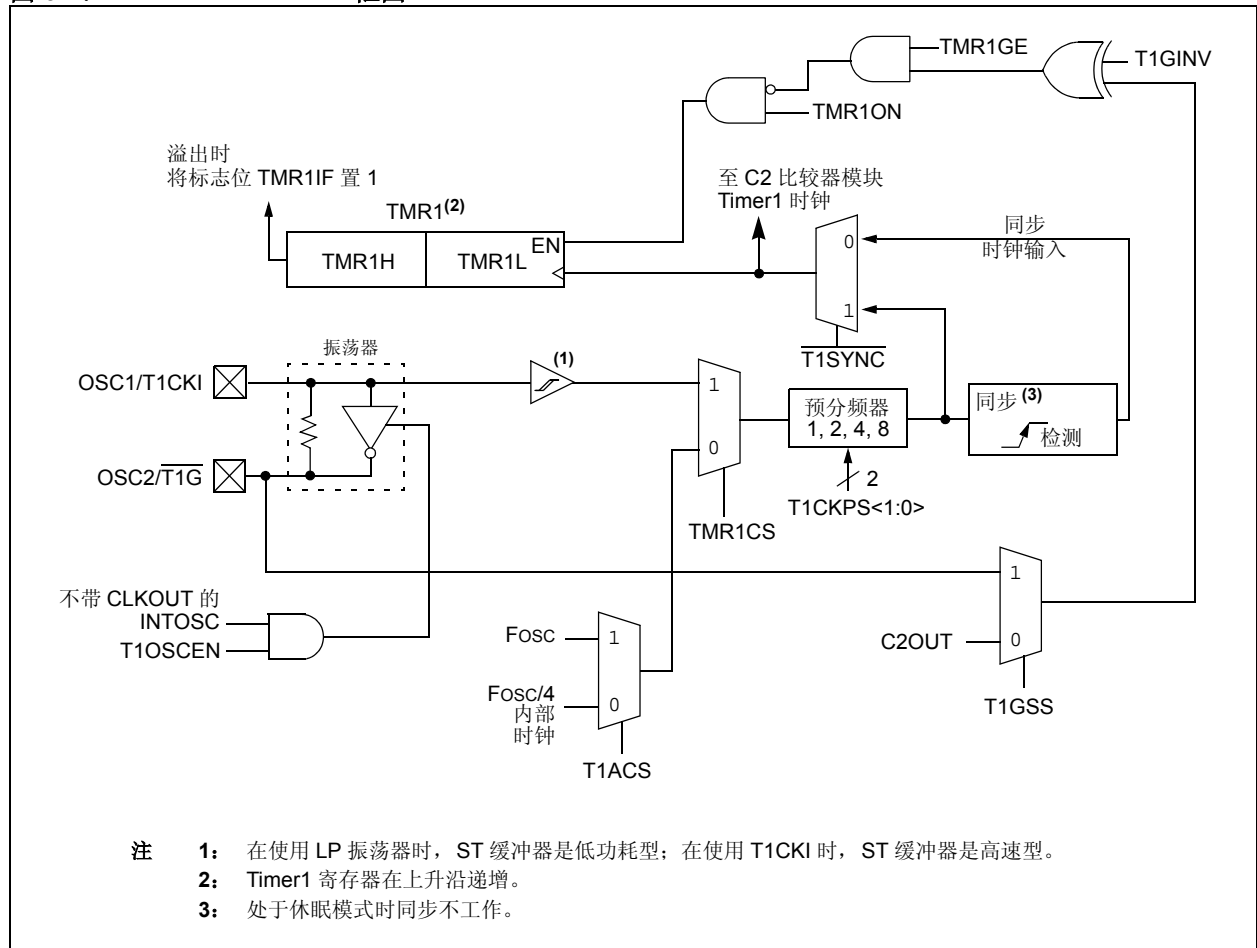 TMR1GE
T1GINV
TMR1ON
溢出时
将标志位 TMR1IF 置 1
至 C2 比较器模块
Timer1 时钟
TMR1(2)
EN
TMR1H
TMR1L
0
1
同步
时钟输入
T1SYNC
振荡器
(1)
OSC1/T1CKI
OSC2/T1G
1
0
TMR1CS
预分频器
1, 2, 4, 8
2
T1CKPS<1:0>
同步(3)
检测
不带 CLKOUT 的
INTOSC
T1OSCEN
FOSC
1
FOSC/4
内部
时钟
0
T1ACS
1
C2OUT
0
T1GSS
注 1: 在使用 LP 振荡器时，ST 缓冲器是低功耗型；在使用 T1CKI 时，ST 缓冲器是高速型。
2: Timer1 寄存器在上升沿递增。
3: 处于休眠模式时同步不工作。